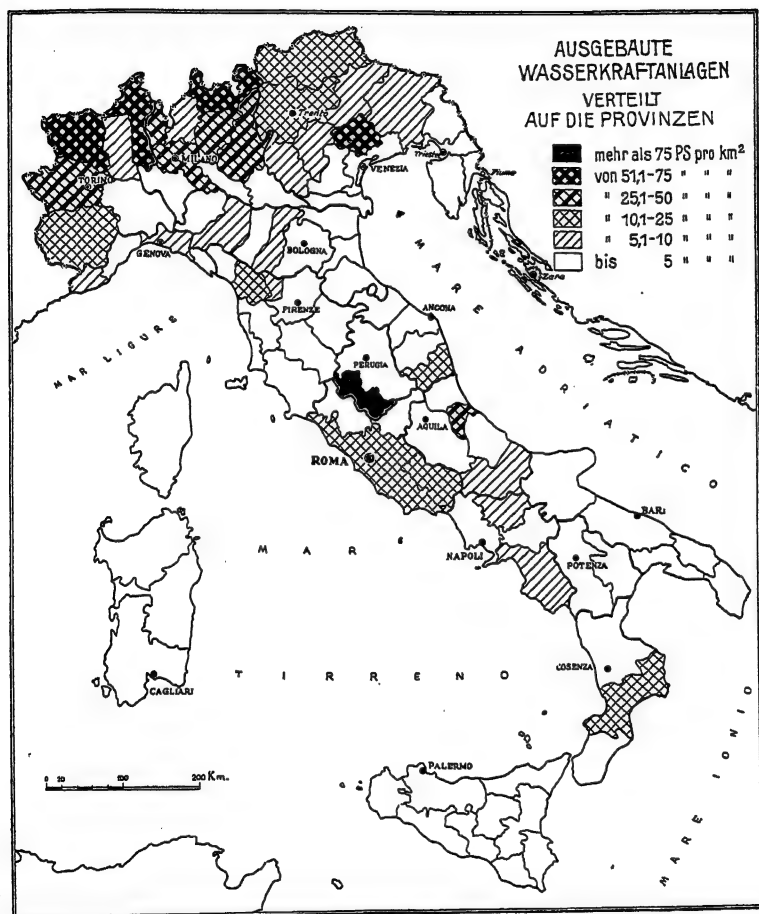 AUSGEBAUTE
WASSERKRAFTANLAGEN
VERTEILT
AUF DIE PROVINZEN
mehr als 75 PS pro km²
von 51,1-75 " " "
" 25,1-50 " " "
" 10,1-25 " " "
" 5,1-10 " " "
bis 5 " " "
Trento
MILANO
TORINO
VENEZIA
Trieste
Fiume
Zara
GENOVA
BOLOGNA
FIRENZE
ANCONA
PERUGIA
AQUILA
ROMA
NAPOLI
BARI
POTENZA
COSENZA
CAGLIARI
PALERMO
MAR LIGURE
MARE ADRIATICO
MAR TIRRENO
MARE IONIO
0 20 100 200 Km.